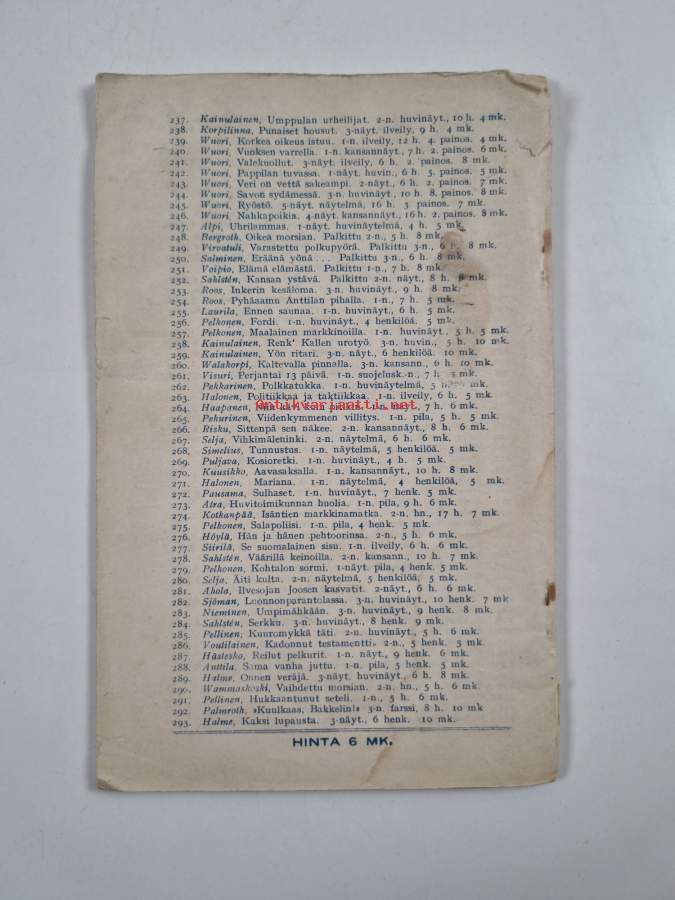 237. Kainulainen, Umppulan urheilijat. 2-n. huvinäyt., 10 h. 4 mk.
238. Korpilinna, Punaiset housut. 3-näyt. ilveily, 9 h. 4 mk.
239. Wuori, Korkea oikeus istuu. 1-n. ilveily, 12 h. 4. painos. 4 mk.
240. Wuori, Vuoksen varrella. 1-n. kansannäyt., 7 h. 2. painos. 6 mk.
241. Wuori, Valekuollut. 3-näyt. ilveily, 6 h. 2. painos. 8 mk.
242. Wuori, Pappilan tuvassa. 1-näyt. huvin., 6 h. 5. painos. 5 mk.
243. Wuori, Veri on vettä sakeampi. 2-näyt., 6 h. 2. painos. 7 mk.
244. Wuori, Savon sydämessä. 3-n. huvinäyt., 10 h. 8. painos. 8 mk.
245. Wuori, Ryöstö. 5-näyt. näytelmä, 16 h. 3. painos. 7 mk.
246. Wuori, Nahkapoikia. 4-näyt. kansannäyt., 16 h. 2. painos. 8 mk.
247. Alpi, Uhrilammas. 1-näyt. huvinäytelmä, 4 h. 5 mk.
248. Bergroth, Oikea morsian. Palkittu 2-n., 5 h. 8 mk.
249. Virvatuli, Varastettu polkupyörä. Palkittu 3-n., 6 h. 8 mk.
250. Salminen, Eräänä yönä... Palkittu 3-n., 6 h. 8 mk.
251. Voipio, Elämä elämästä. Palkittu 1-n., 7 h. 8 mk.
252. Sahlstén, Kansan ystävä. Palkittu 2-n. näyt., 8 h. 8 mk.
253. Roos, Inkerin kesäloma. 3-n. huvinäyt., 9 h. 8 mk.
254. Roos, Pyhäaamu Anttilan pihalla. 1-n., 7 h. 5 mk.
255. Laurila, Ennen saunaa. 1-n. huvinäyt., 6 h. 5 mk.
256. Pelkonen, Fordi. 1-n. huvinäyt., 4 henkilöä. 5 mk.
257. Pelkonen, Maalainen markkinoilla. 1-n. huvinäyt., 5 h. 5 mk.
238. Kainulainen, Renk' Kallen urotyö. 3-n. huvin., h. 10 mk.
259. Kainulainen, Yön ritari. 3-n. näyt., 6 henkilöä. 10 mk.
260. Walakorpi, Kaltevalla pinnalla. 3-n. kansann., 6 h. 10 mk.
261. Visuri, Perjantai 13 päivä. 1-n. suojelusk.-n., 7 h. 5 mk.
262. Pekkarinen, Polkkatukka. 1-n. huvinäytelmä, 5 mk.
263. Halonen, Politiikkaa ja taktiikkaa. 1-n. ilveily, 6 h. 5 mk.
264. Haapanen, 1-n. näyt., 7 h. 6 mk.
Antikvariaatti.net
265. Pekurinen, Viidenkymmenen villitys. 1-n. pila, 5 h. 5 mk.
266. Risku, Sittenpä sen näkee. 2-n. kansannäyt., 8 h. 6 mk.
267. Selja, Vihkimäleninki. 2-n. näytelmä, 6 h. 6 mk.
268. Simelius, Tunnustus. 1-n. näytelmä, 5 henkilöä. 5 mk.
269. Puljava, Kosioretki. 1-n. huvinäyt., 4 h. 5 mk.
270. Kuusikko, Aavasaksalla. 1-n. kansannäyt., 10 h. 8 mk.
271. Halonen, Mariana. 1-n. näytelmä, 4 henkilöä, 5 mk.
272. Pausama, Sulhaset. 1-n. huvinäyt., 7 henk. 5 mk.
273. Atra, Huvitoimikunnan huolia. 1-n. pila, 9 h. 6 mk.
274. Kotkanpää, Isäntien markkinamatka. 2-n. hn., 17 h. 7 mk.
275. Pelkonen, Salapoliisi. 1-n. pila, 4 henk. 5 mk.
276. Höylä, Hän ja hänen pehtoorinsa. 2-n., 5 h. 6 mk.
277. Siirilä, Se suomalainen sisu. 1-n. ilveily, 6 h. 6 mk.
278. Sahlstén, Väärillä keinoilla. 2-n. kansann., 10 h. 7 mk.
279. Pelkonen, Kohtalon sormi. 1-näyt. pila, 4 henk. 5 mk.
280. Selja, Äiti kulta. 2-n. näytelmä, 5 henkilöä, 5 mk.
281. Ahola, Ilvesojan Joosen kasvatit. 2-näyt., 6 h. 6 mk.
282. Sjöman, Luonnonparantolassa. 3-n. huvinäyt., 10 henk. 7 mk
283. Nieminen, Umpimähkään. 3-n. huvinäyt., 9 henk. 8 mk.
284. Sahlstén, Serkku. 3-n. huvinäyt., 8 henk. 9 mk.
285. Pellinen, Kuuromykkä täti. 2-n. huvinäyt., 5 h. 6 mk.
286. Voutilainen, Kadonnut testamentti. 2-n., 5 henk. 5 mk.
287. Hästesko, Reilut pelkurit. 1-n. näyt., 9 henk. 6 mk.
288. Anttila, Sama vanha juttu. 1-n. pila, 5 henk. 5 mk.
289. Halme, Onnen veräjä. 3-näyt. huvinäyt., 6 h. 8 mk.
290. Wammaskoski, Vaihdettu morsian. 2-n. hn., 5 h. 6 mk.
291. Pellinen, Hukkaantunut seteli. 1-n., 5 h. 6 mk.
292. Palmroth, »Kuulkaas, Bakkelin!» 3-n. farssi, 8 h. 10 mk
293. Halme, Kaksi lupausta. 3-näyt., 6 henk. 10 mk.
HINTA 6 MK.